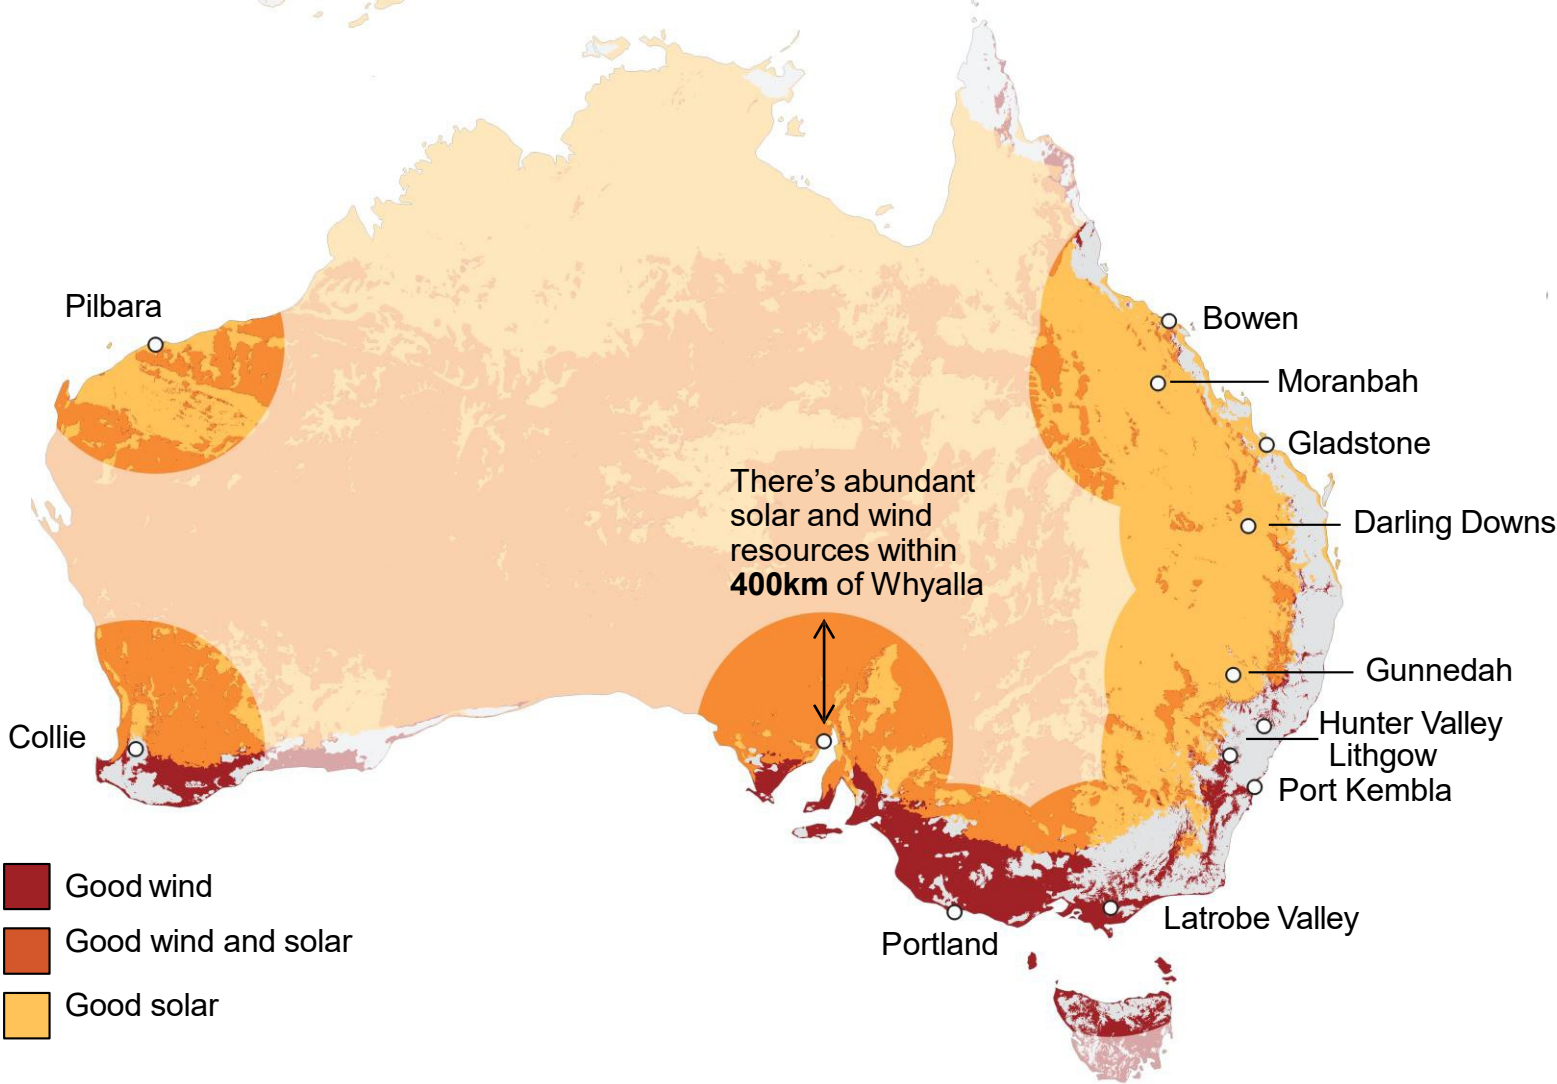 Pilbara
Bowen
Moranbah
Gladstone
There’s abundant
solar and wind
resources within
400km of Whyalla
Darling Downs
Gunnedah
Hunter Valley
Collie
Lithgow
Port Kembla
Good wind
Latrobe Valley
Portland
Good wind and solar
Good solar